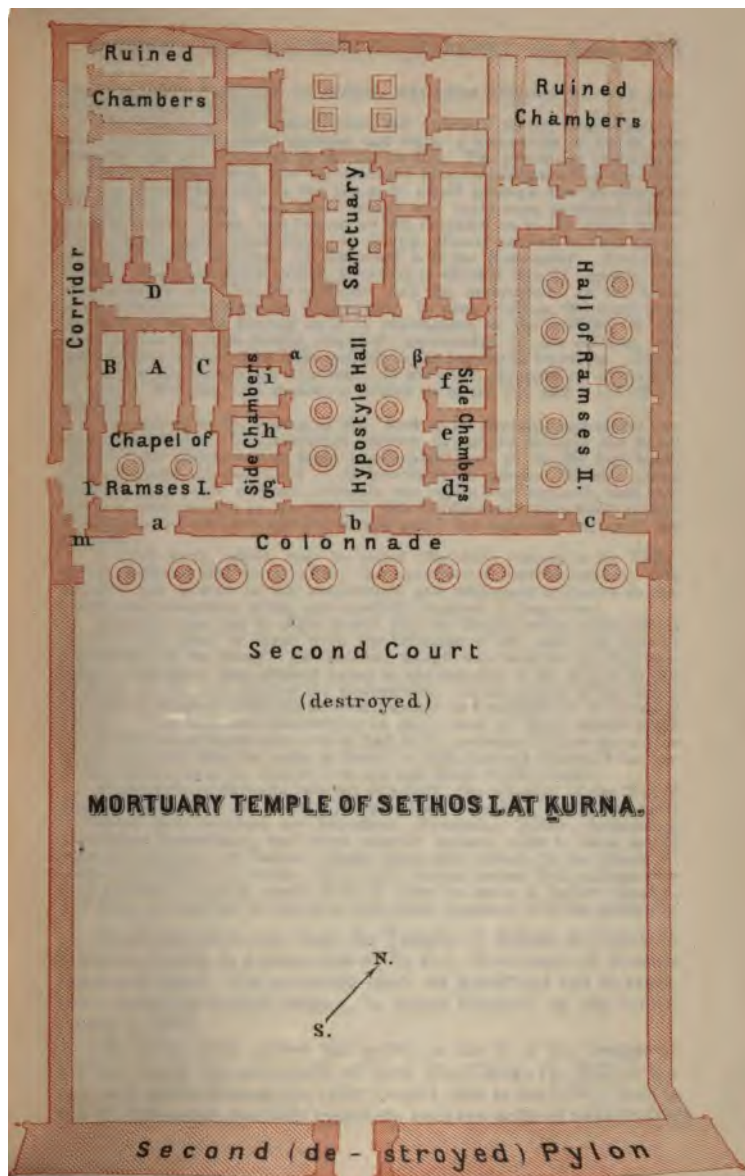 Ruined
Chambers
Ruined
Chambers
Sanctuary
Corridor
Hall of Ramses II.
D
B A C
α β
i f
h e
g d
Side Chambers
Hypostyle Hall
Side Chambers
Chapel of
Ramses I.
l
m a b c
Colonnade
Second Court
(destroyed)
MORTUARY TEMPLE OF SETHOS I. AT ḲURNA.
N.
S.
Second (de-stroyed) Pylon